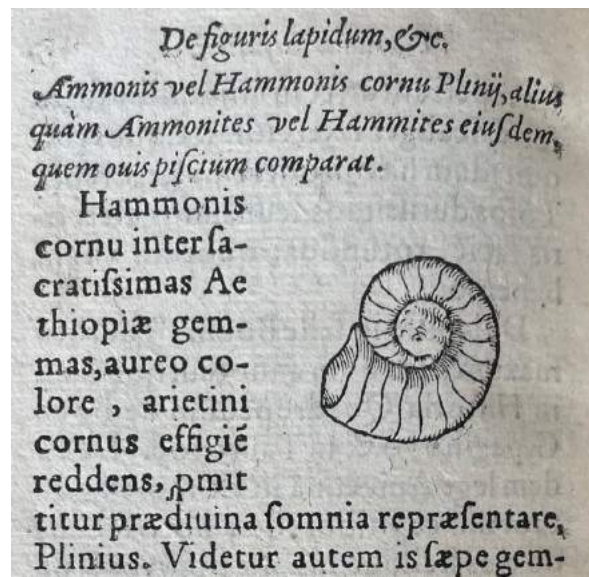 De figuris lapidum, &c.
Ammonis vel Hammonis cornu Plinij, alius
quàm Ammonites vel Hammites eiuſdem,
quem ouis piſcium comparat.
Hammonis
cornu inter ſa-
cratiſsimas Ae
thiopiæ gem-
mas, aureo co-
lore , arietini
cornus effigiẽ
reddens, ꝓmit
titur prædiuina ſomnia repræſentare,
Plinius. Videtur autem is ſæpe gem-